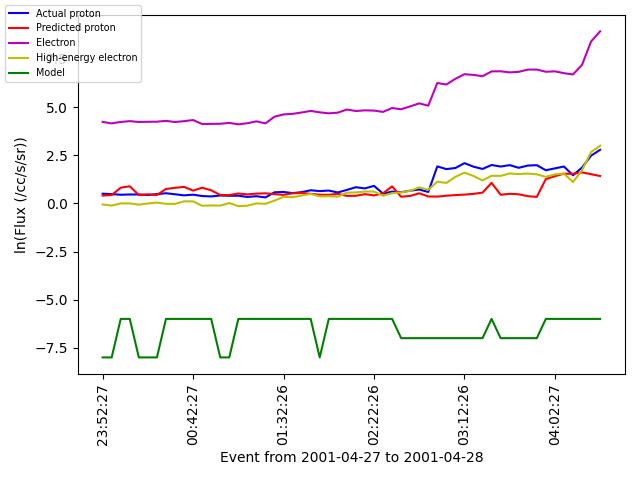 Actual proton
Predicted proton
Electron
High-energy electron
Model
5.0
2.5
0.0
−2.5
−5.0
−7.5
ln(Flux (/cc/s/sr))
23:52:27
00:42:27
01:32:26
02:22:26
03:12:26
04:02:27
Event from 2001-04-27 to 2001-04-28